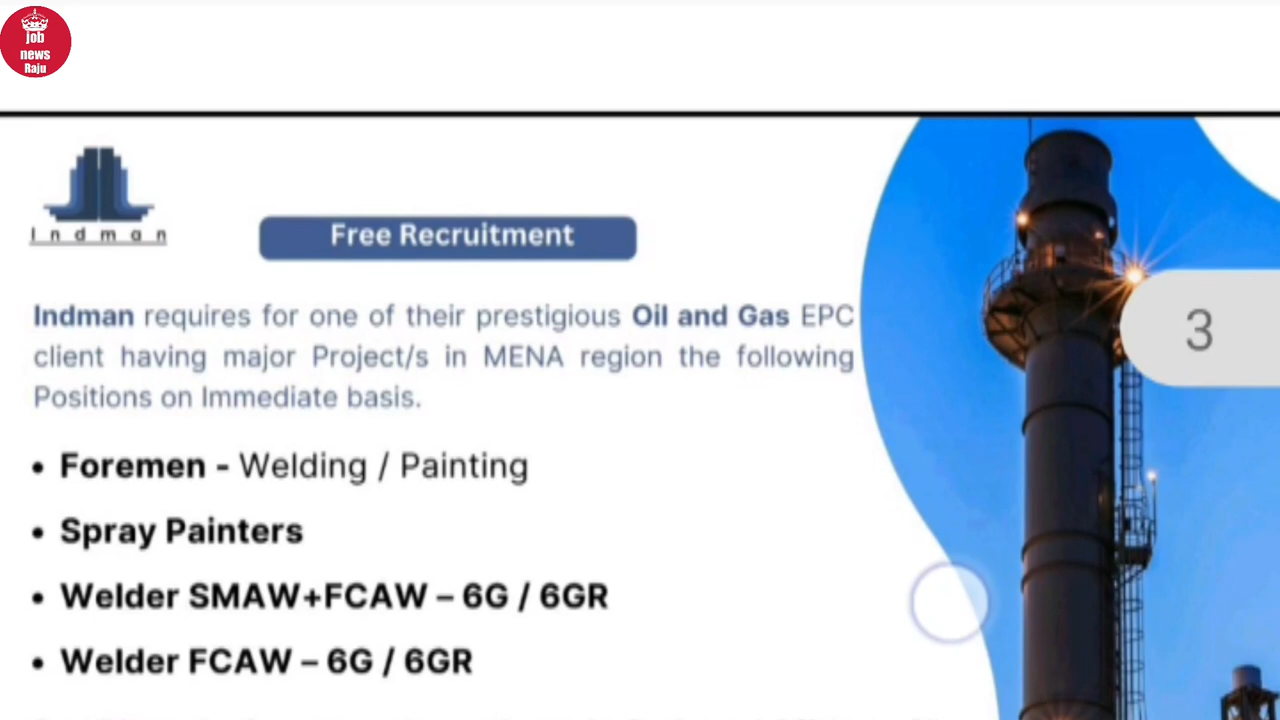 Job
news
Raju
Indman
Free Recruitment
Indman requires for one of their prestigious Oil and Gas EPC
client having major Project/s in MENA region the following
Positions on Immediate basis.
3
• Foremen - Welding / Painting
• Spray Painters
• Welder SMAW+FCAW – 6G / 6GR
• Welder FCAW – 6G / 6GR